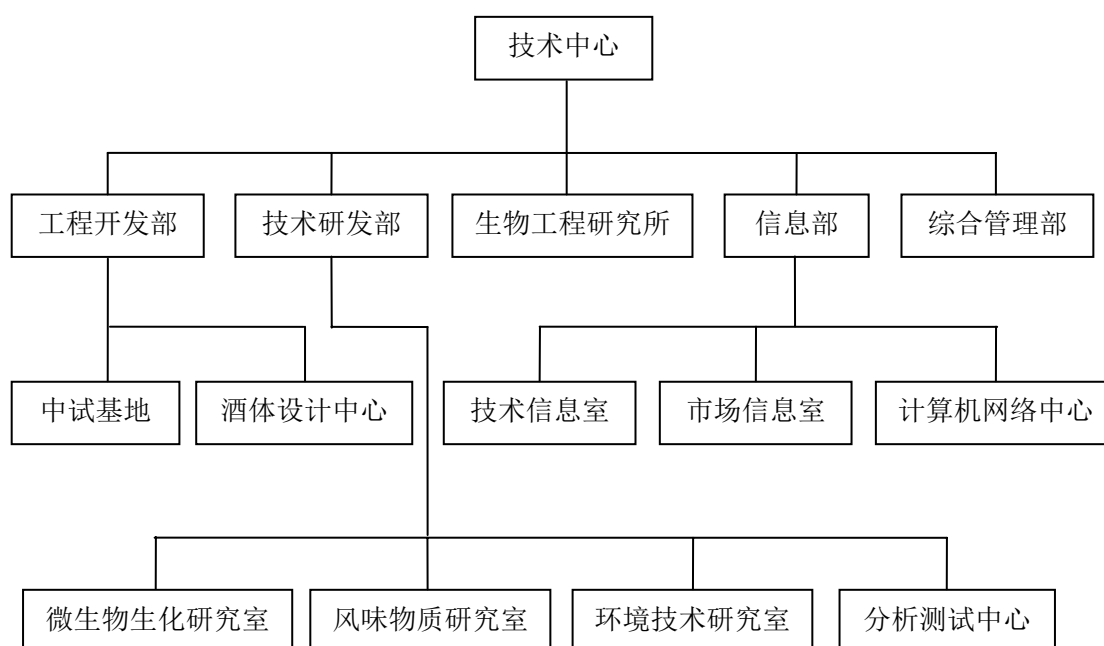 技术中心
工程开发部
技术研发部
生物工程研究所
信息部
综合管理部
中试基地
酒体设计中心
技术信息室
市场信息室
计算机网络中心
微生物生化研究室
风味物质研究室
环境技术研究室
分析测试中心